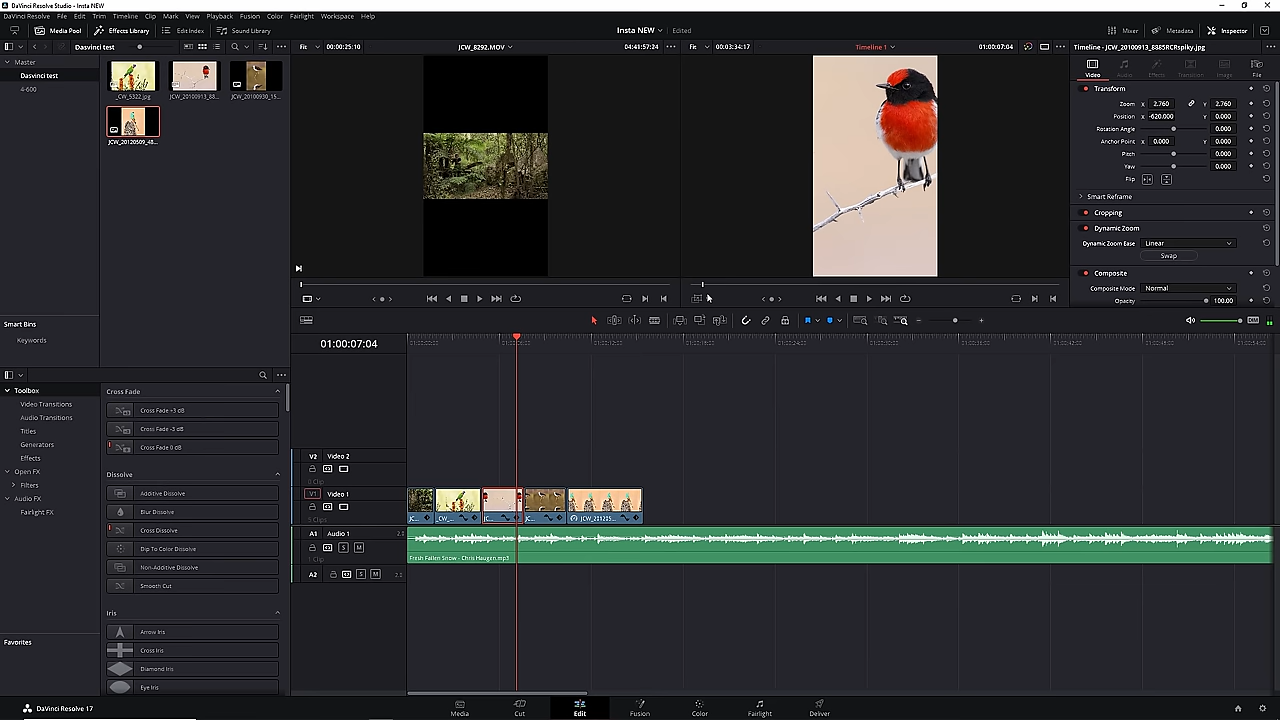 DaVinci Resolve Studio - Insta NEW
DaVinci Resolve File Edit Trim Timeline Clip Mark View Playback Fusion Color Fairlight Workspace Help
Media Pool Effects Library Edit Index Sound Library Insta NEW Edited Mixer Metadata Inspector
Davinci test Fit 00:00:25:10 JCW_8292.MOV 04:41:57:24 Fit 00:03:34:17 Timeline 1 01:00:07:04 Timeline - JCW_20100913_8885RCRspiky.jpg
Master
Davinci test
4-600
_CW_5322.jpg JCW_20100913_88... JCW_20100930_15...
JCW_20120509_48...
Video Audio Effects Transition Image File
Transform
Zoom X 2.760 Y 2.760
Position X -620.000 Y 0.000
Rotation Angle 0.000
Anchor Point X 0.000 Y 0.000
Pitch 0.000
Yaw 0.000
Flip
Smart Reframe
Cropping
Dynamic Zoom
Dynamic Zoom Ease Linear
Swap
Composite
Composite Mode Normal
Opacity 100.00
Smart Bins
Keywords
DIM
01:00:07:04
Toolbox
Video Transitions
Audio Transitions
Titles
Generators
Effects
Open FX
Filters
Audio FX
Fairlight FX
Favorites
Cross Fade
Cross Fade +3 dB
Cross Fade -3 dB
Cross Fade 0 dB
Dissolve
Additive Dissolve
Blur Dissolve
Cross Dissolve
Dip To Color Dissolve
Non-Additive Dissolve
Smooth Cut
Iris
Arrow Iris
Cross Iris
Diamond Iris
Eye Iris
V2 Video 2
0 Clip
V1 Video 1
5 Clips
JC... _CW_... JC... JC... JCW_201205...
A1 Audio 1 2.0
S M
1 Clip
Fresh Fallen Snow - Chris Haugen.mp3
A2 S M 2.0
DaVinci Resolve 17
Media Cut Edit Fusion Color Fairlight Deliver